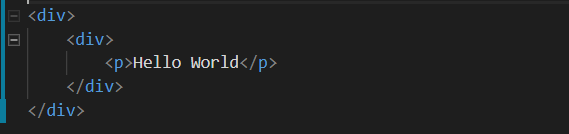 <div>
    <div>
        <p>Hello World</p>
    </div>
</div>